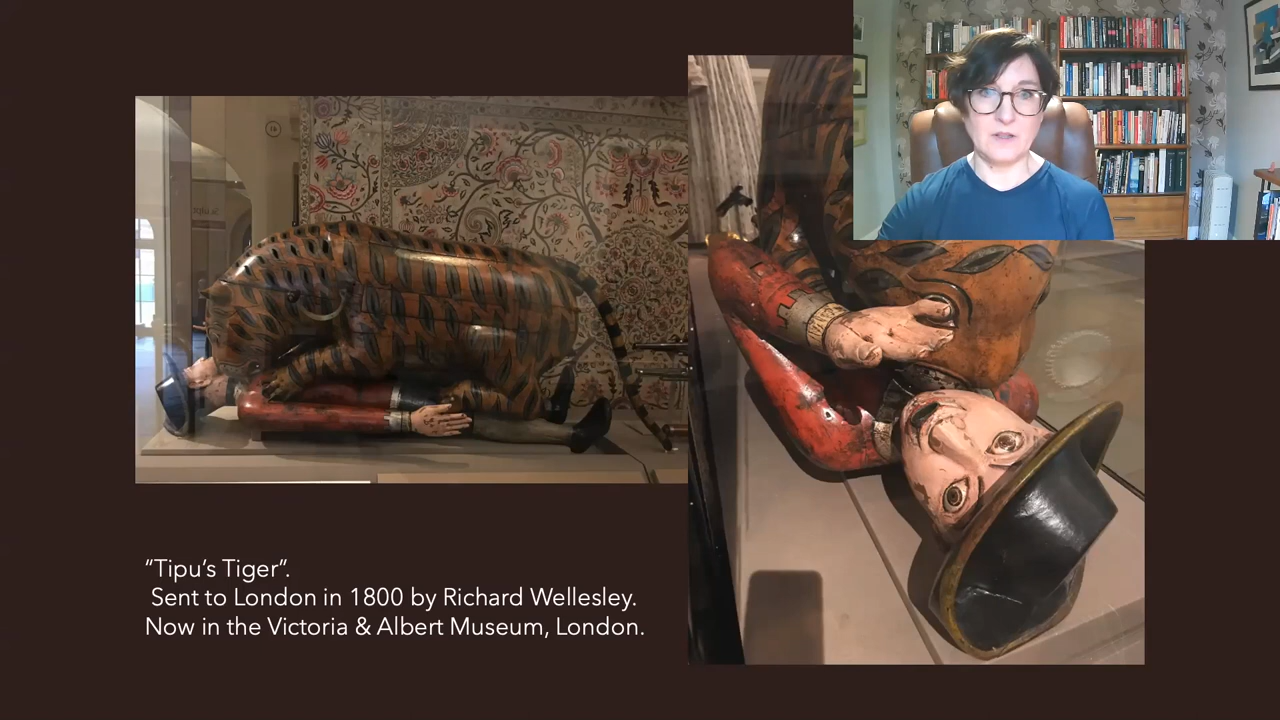 “Tipu’s Tiger”.
Sent to London in 1800 by Richard Wellesley.
Now in the Victoria & Albert Museum, London.